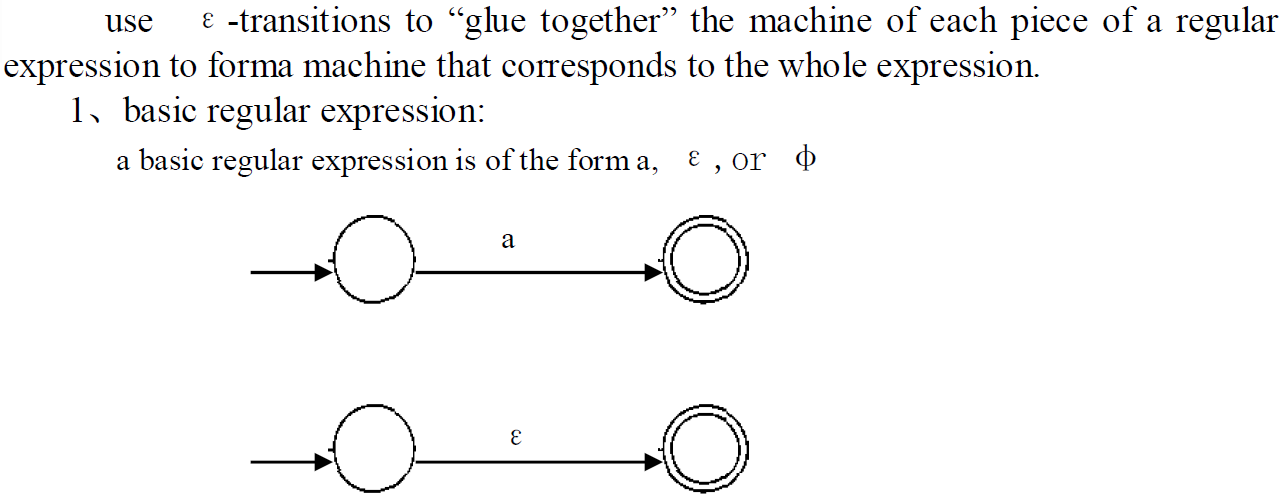 use ε-transitions to “glue together” the machine of each piece of a regular
expression to forma machine that corresponds to the whole expression.
1、basic regular expression:
a basic regular expression is of the form a, ε, or φ
a
ε